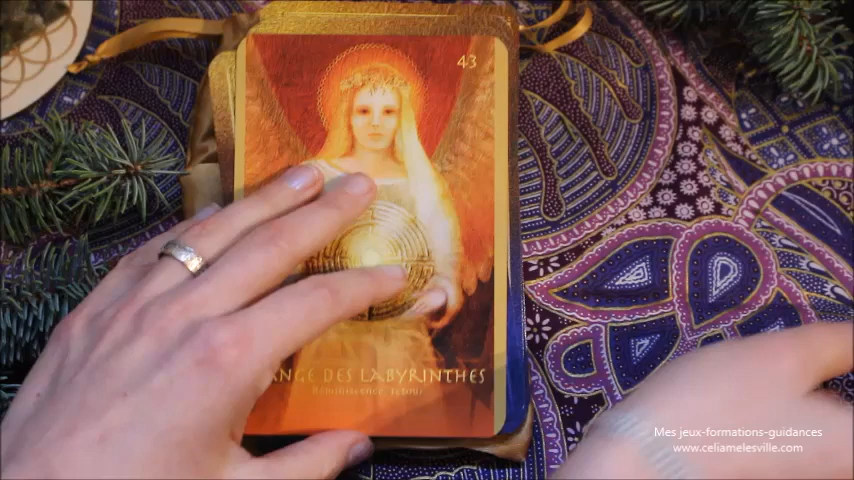 43
ANGE DES LABYRINTHES
Mes jeux-formations-guidances
www.celiamelesville.com